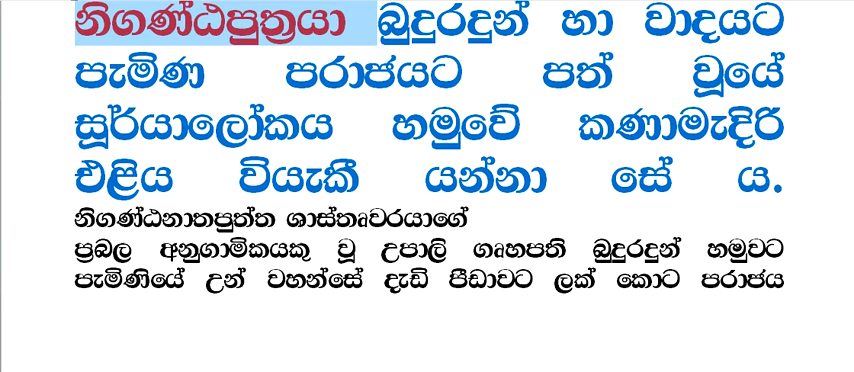 නිගණ්ඨපුත්‍රයා බුදුරදුන් හා වාදයට
පැමිණ පරාජයට පත් වූයේ
සූර්යාලෝකය හමුවේ කණාමැදිරි
එළිය වියැකී යන්නා සේ ය.
නිගණ්ඨනාතපුත්ත ශාස්තෘවරයාගේ
ප්‍රබල අනුගාමිකයකු වූ උපාලි ගෘහපති බුදුරදුන් හමුවට
පැමිණියේ උන් වහන්සේ දැඩි පීඩාවට ලක් කොට පරාජය